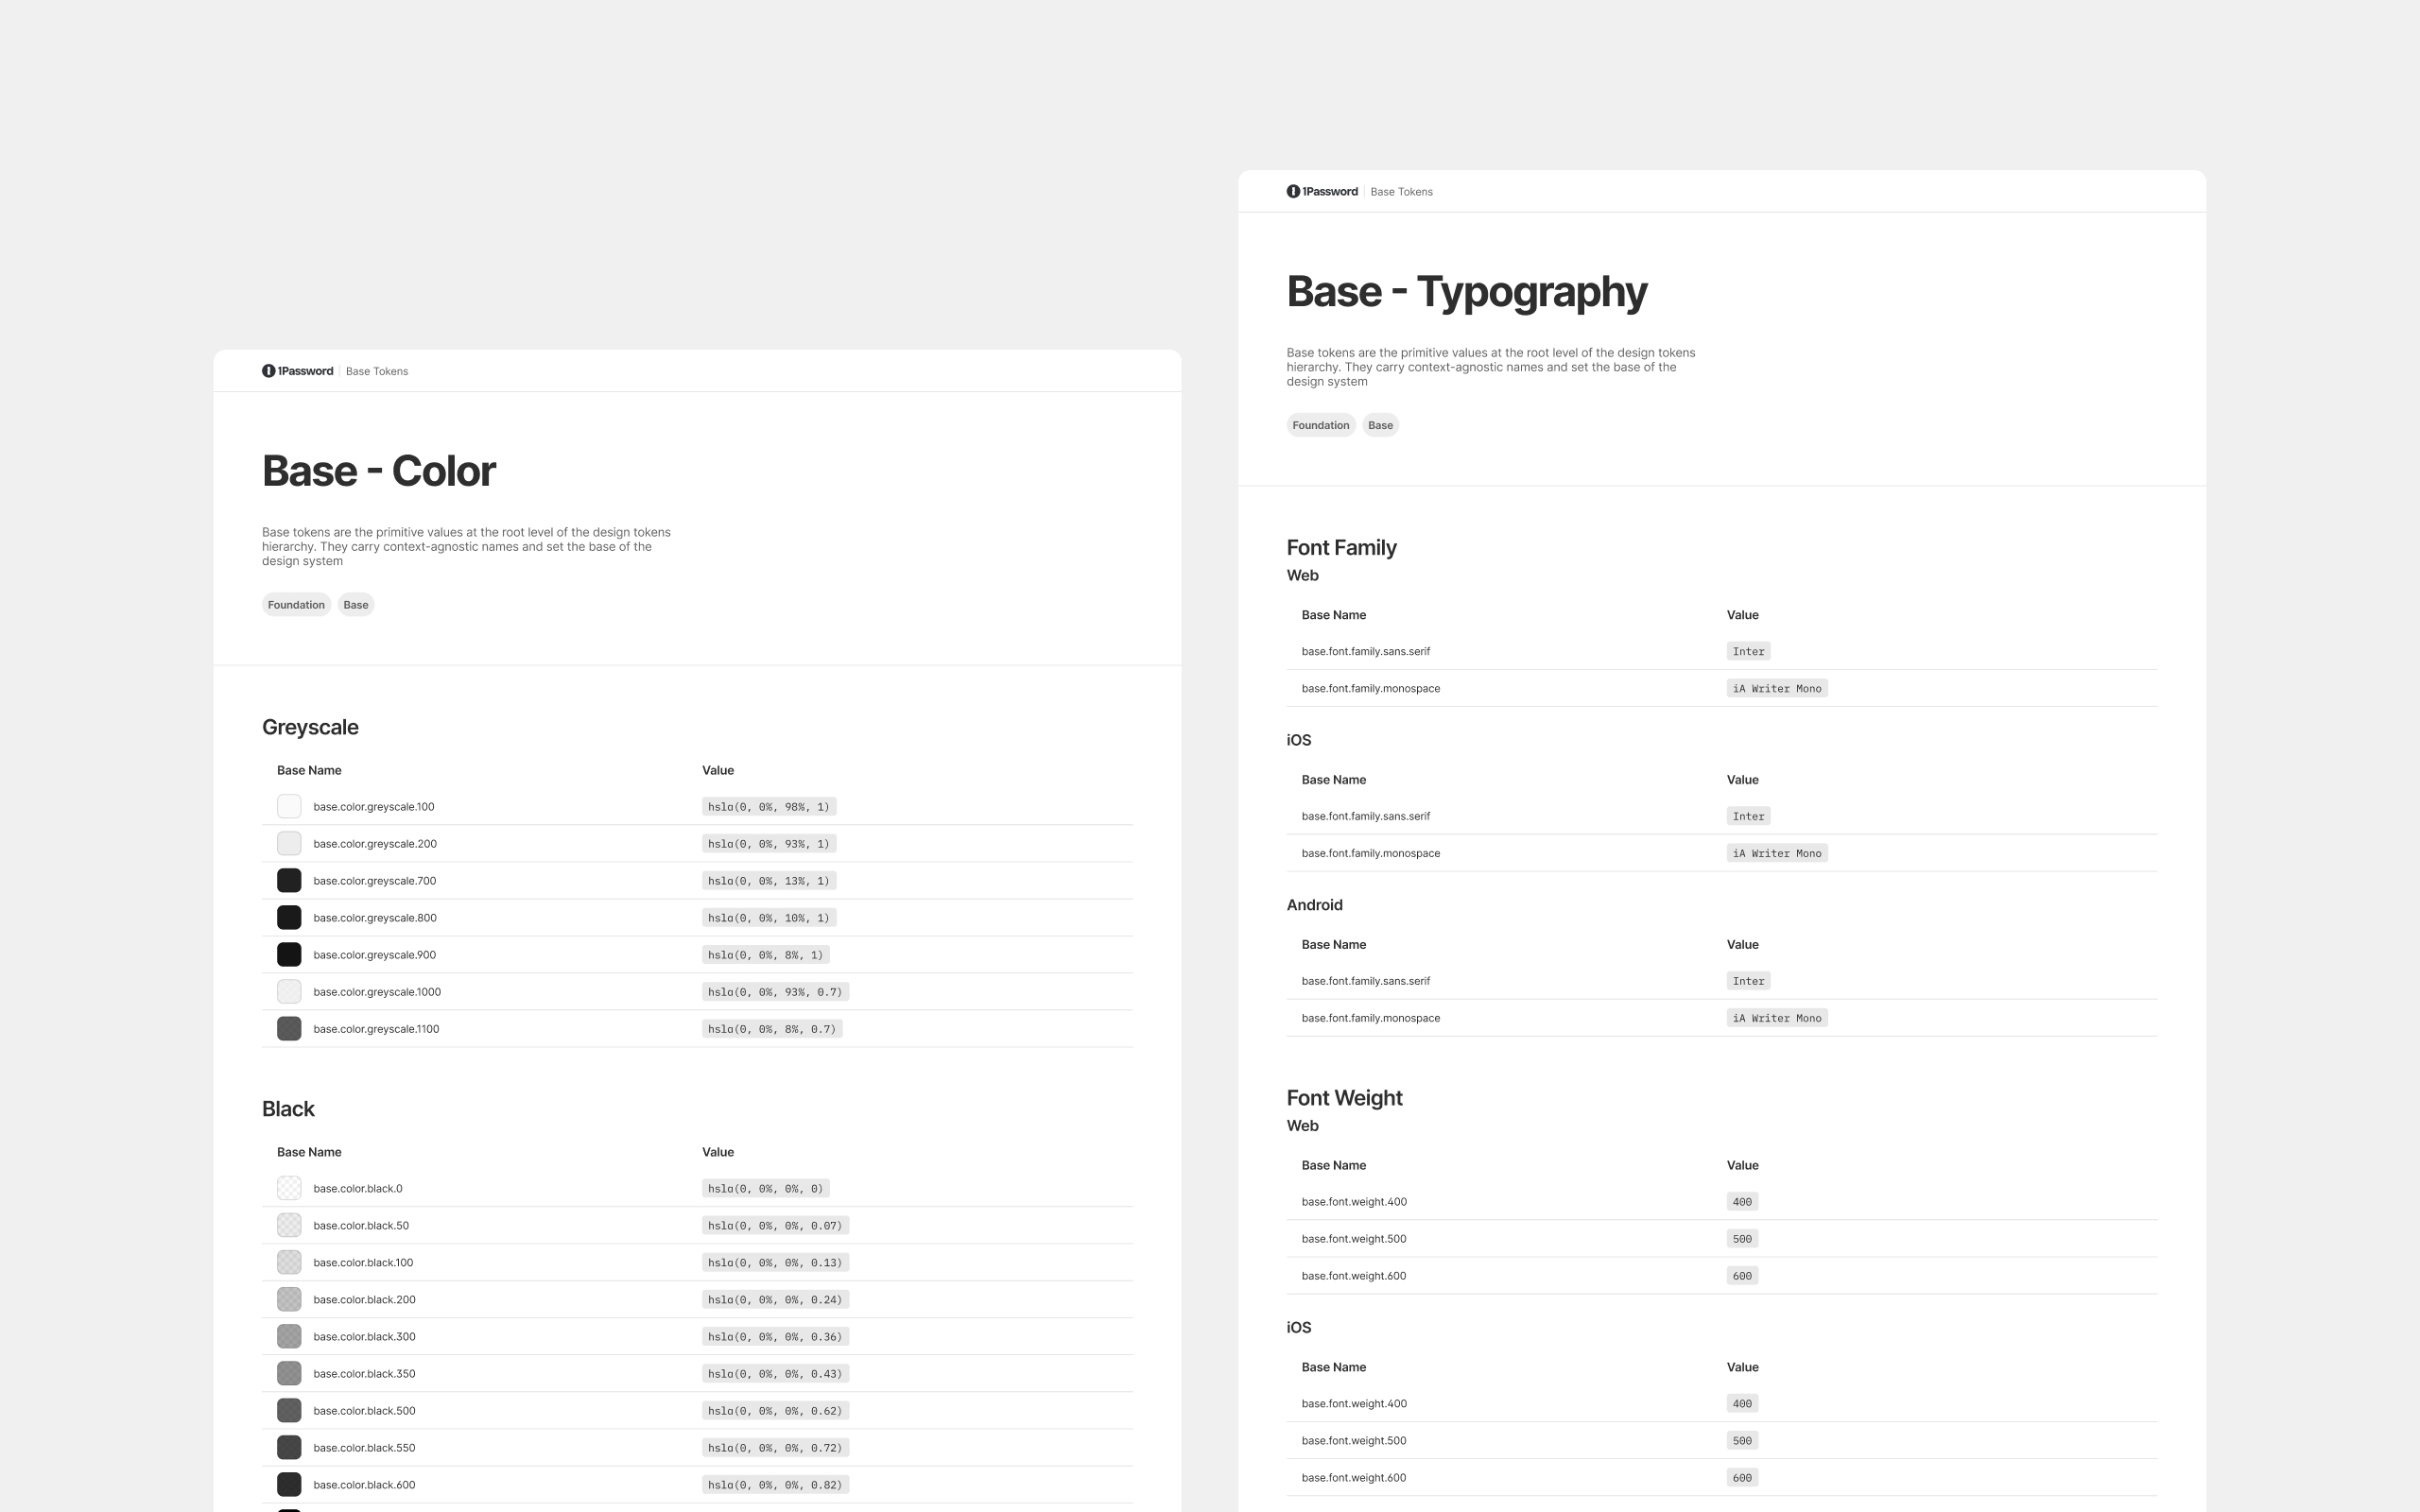 1Password | Base Tokens
Base - Color
Base tokens are the primitive values at the root level of the design tokens
hierarchy. They carry context-agnostic names and set the base of the
design system
Foundation Base
Greyscale
Base Name Value
base.color.greyscale.100 hsla(0, 0%, 98%, 1)
base.color.greyscale.200 hsla(0, 0%, 93%, 1)
base.color.greyscale.700 hsla(0, 0%, 13%, 1)
base.color.greyscale.800 hsla(0, 0%, 10%, 1)
base.color.greyscale.900 hsla(0, 0%, 8%, 1)
base.color.greyscale.1000 hsla(0, 0%, 93%, 0.7)
base.color.greyscale.1100 hsla(0, 0%, 8%, 0.7)
Black
Base Name Value
base.color.black.0 hsla(0, 0%, 0%, 0)
base.color.black.50 hsla(0, 0%, 0%, 0.07)
base.color.black.100 hsla(0, 0%, 0%, 0.13)
base.color.black.200 hsla(0, 0%, 0%, 0.24)
base.color.black.300 hsla(0, 0%, 0%, 0.36)
base.color.black.350 hsla(0, 0%, 0%, 0.43)
base.color.black.500 hsla(0, 0%, 0%, 0.62)
base.color.black.550 hsla(0, 0%, 0%, 0.72)
base.color.black.600 hsla(0, 0%, 0%, 0.82)
1Password | Base Tokens
Base - Typography
Base tokens are the primitive values at the root level of the design tokens
hierarchy. They carry context-agnostic names and set the base of the
design system
Foundation Base
Font Family
Web
Base Name Value
base.font.family.sans.serif Inter
base.font.family.monospace iA Writer Mono
iOS
Base Name Value
base.font.family.sans.serif Inter
base.font.family.monospace iA Writer Mono
Android
Base Name Value
base.font.family.sans.serif Inter
base.font.family.monospace iA Writer Mono
Font Weight
Web
Base Name Value
base.font.weight.400 400
base.font.weight.500 500
base.font.weight.600 600
iOS
Base Name Value
base.font.weight.400 400
base.font.weight.500 500
base.font.weight.600 600